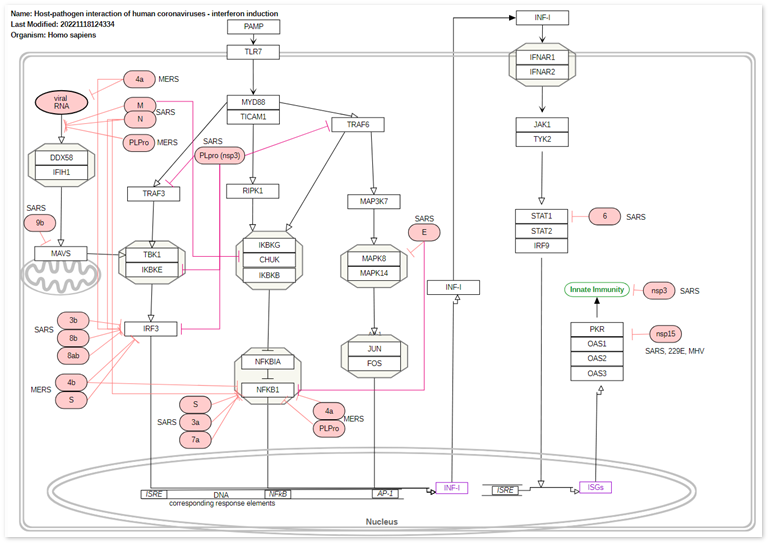 Name: Host-pathogen interaction of human coronaviruses - interferon induction
Last Modified: 20221118124334
Organism: Homo sapiens
PAMP
INF-I
TLR7
IFNAR1
IFNAR2
4a
MERS
viral
RNA
M
N
SARS
MYD88
TICAM1
TRAF6
JAK1
TYK2
PLPro
MERS
SARS
PLpro (nsp3)
DDX58
IFIH1
TRAF3
RIPK1
MAP3K7
SARS
9b
SARS
E
STAT1
STAT2
IRF9
6
SARS
MAVS
TBK1
IKBKE
IKBKG
CHUK
IKBKB
MAPK8
MAPK14
INF-I
Innate Immunity
nsp3
SARS
SARS
3b
8b
8ab
IRF3
PKR
OAS1
OAS2
OAS3
nsp15
SARS, 229E, MHV
JUN
FOS
NFKBIA
NFKB1
MERS
4b
S
SARS
S
3a
7a
4a
PLPro
MERS
ISRE
DNA
NFkB
AP-1
INF-I
ISRE
ISGs
corresponding response elements
Nucleus